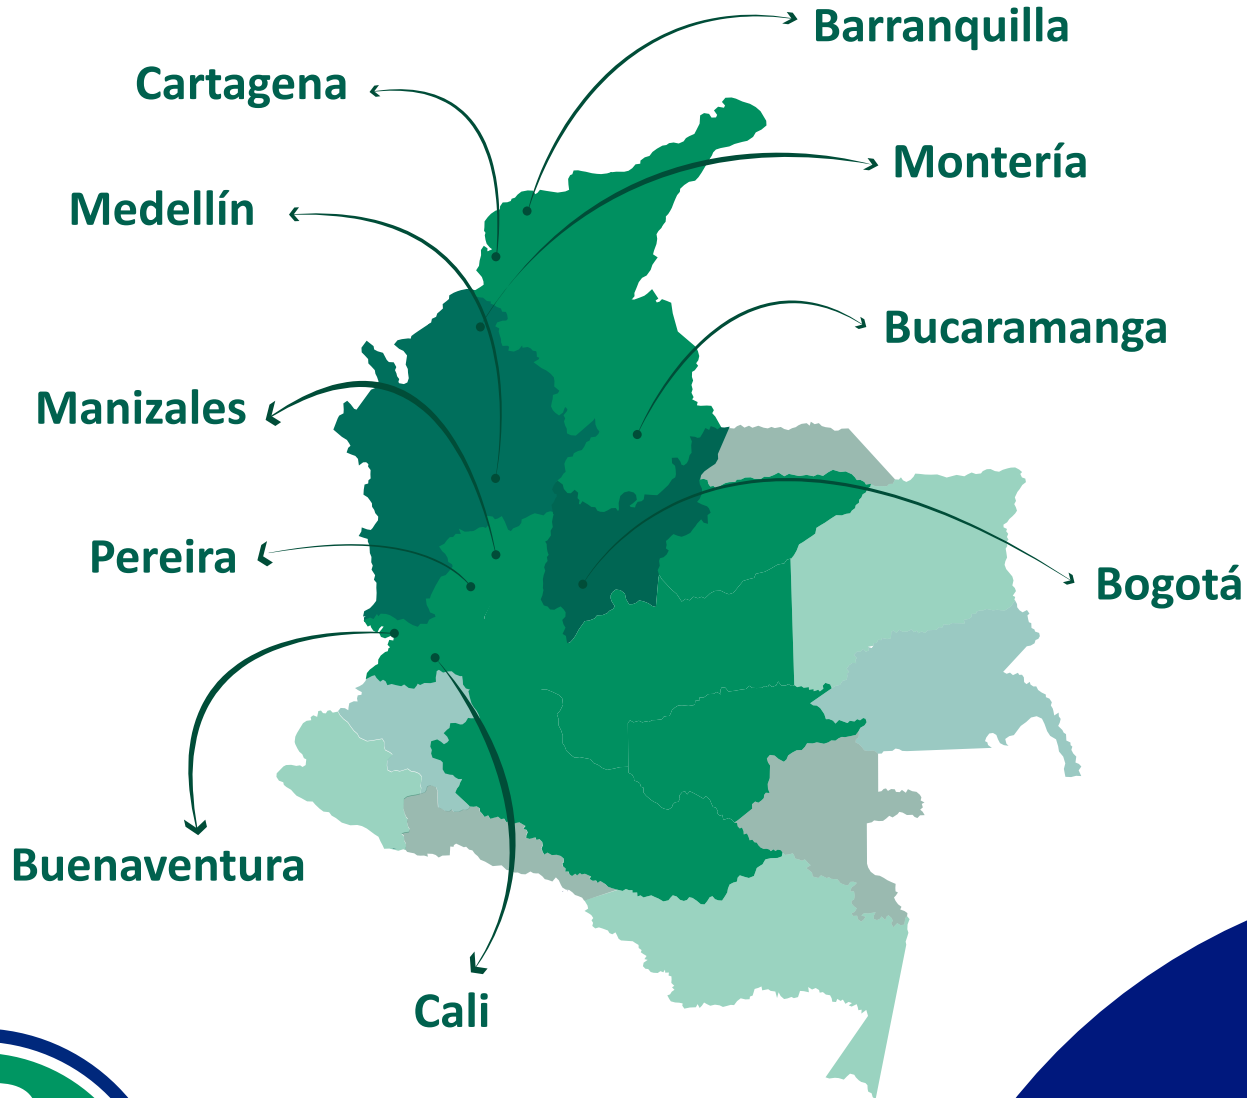 Barranquilla
Cartagena
Montería
Medellín
Bucaramanga
Manizales
Pereira
Bogotá
Buenaventura
Cali